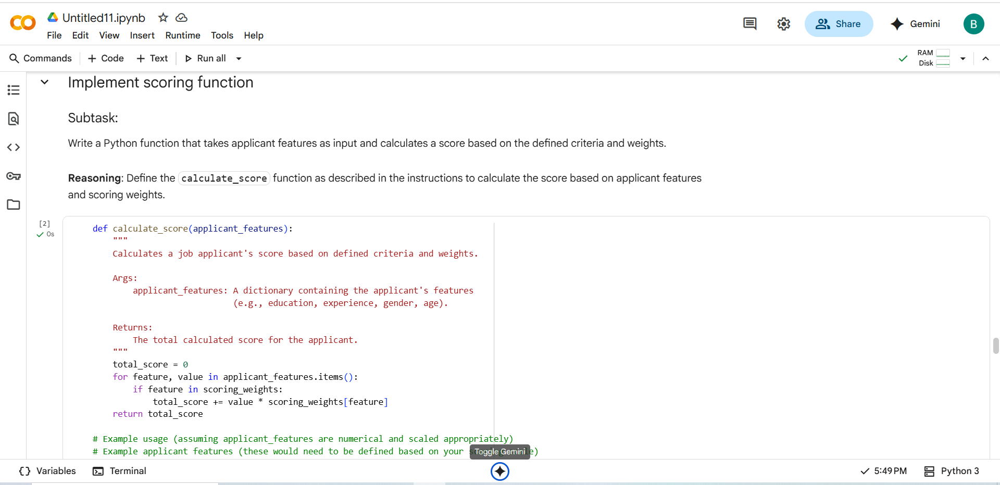 Untitled11.ipynb
File Edit View Insert Runtime Tools Help
Share
Gemini
B
Commands + Code + Text Run all
RAM
Disk
Implement scoring function
Subtask:
Write a Python function that takes applicant features as input and calculates a score based on the defined criteria and weights.
Reasoning: Define the calculate_score function as described in the instructions to calculate the score based on applicant features
and scoring weights.
[2]
0s
def calculate_score(applicant_features):
"""
Calculates a job applicant's score based on defined criteria and weights.
Args:
applicant_features: A dictionary containing the applicant's features
(e.g., education, experience, gender, age).
Returns:
The total calculated score for the applicant.
"""
total_score = 0
for feature, value in applicant_features.items():
if feature in scoring_weights:
total_score += value * scoring_weights[feature]
return total_score
# Example usage (assuming applicant_features are numerical and scaled appropriately)
# Example applicant features (these would need to be defined based on your
Toggle Gemini
{} Variables Terminal
5:49 PM Python 3